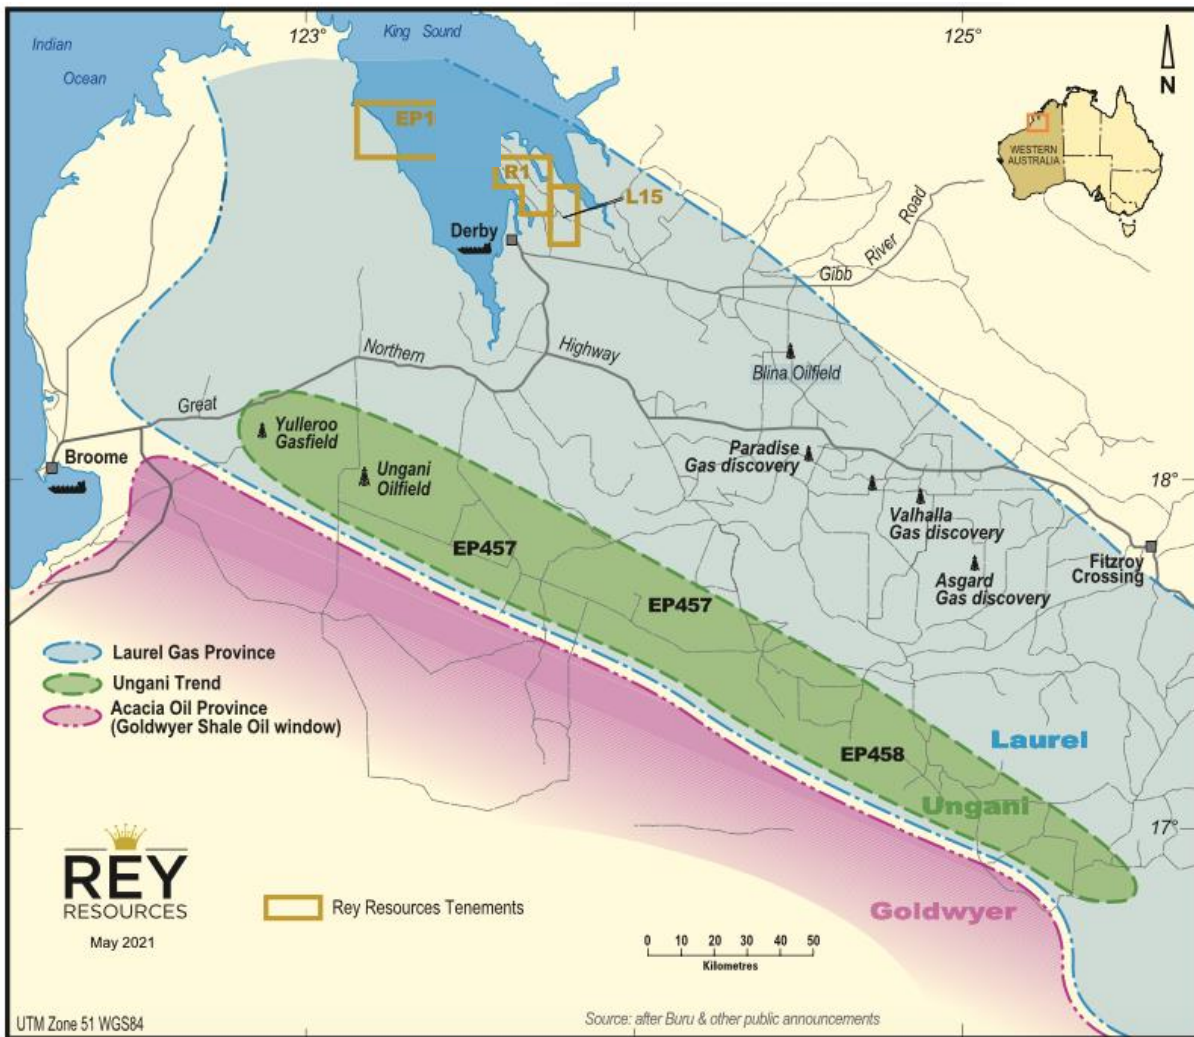 Indian
Ocean
123°
King Sound
125°
N
WESTERN
AUSTRALIA
EP1
R1
L15
Derby
Gibb River Road
Great Northern Highway
Blina Oilfield
Yulleroo
Gasfield
Ungani
Oilfield
Broome
Paradise
Gas discovery
Valhalla
Gas discovery
18°
Asgard
Gas discovery
Fitzroy
Crossing
EP457
EP457
EP458
Laurel Gas Province
Ungani Trend
Acacia Oil Province
(Goldwyer Shale Oil window)
Laurel
Ungani
Goldwyer
17°
REY
RESOURCES
May 2021
Rey Resources Tenements
0 10 20 30 40 50
Kilometres
UTM Zone 51 WGS84
Source: after Buru & other public announcements